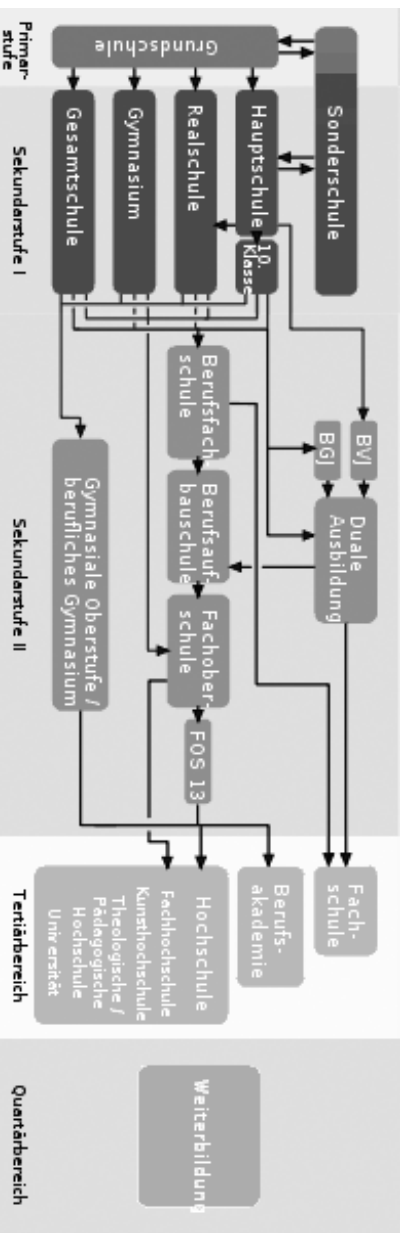 Primar-
stufe
Sekundarstufe I
Sekundarstufe II
Tertiärbereich
Quartärbereich
Grundschule
Sonderschule
Hauptschule
10.
Klasse
Realschule
Gymnasium
Gesamtschule
BVJ
BGJ
Duale
Ausbildung
Berufsfach-
schule
Berufsauf-
bauschule
Fachober-
schule
FOS 13
Gymnasiale Oberstufe /
berufliches Gymnasium
Fach-
schule
Berufs-
akademie
Hochschule
Fachhochschule
Kunsthochschule
Theologische /
Pädagogische
Hochschule
Universität
Weiterbildung